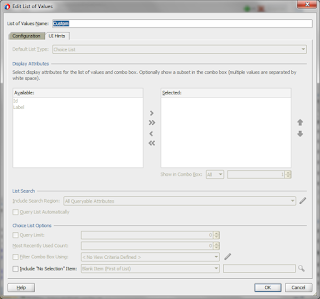 Edit List of Values
List of Values Name: Custom
Configuration UI Hints
Default List Type: Choice List
Display Attributes
Select display attributes for the list of values and combo box. Optionally show a subset in the combo box (multiple values are separated by
white space).
Available: Selected:
Id
Label
Show in Combo Box: All
List Search
Include Search Region: All Queryable Attributes
Query List Automatically
Choice List Options
Query Limit: 0
Most Recently Used Count: 0
Filter Combo Box Using: < No View Criteria Defined >
Include "No Selection" Item: Blank Item (First of List)
Help OK Cancel